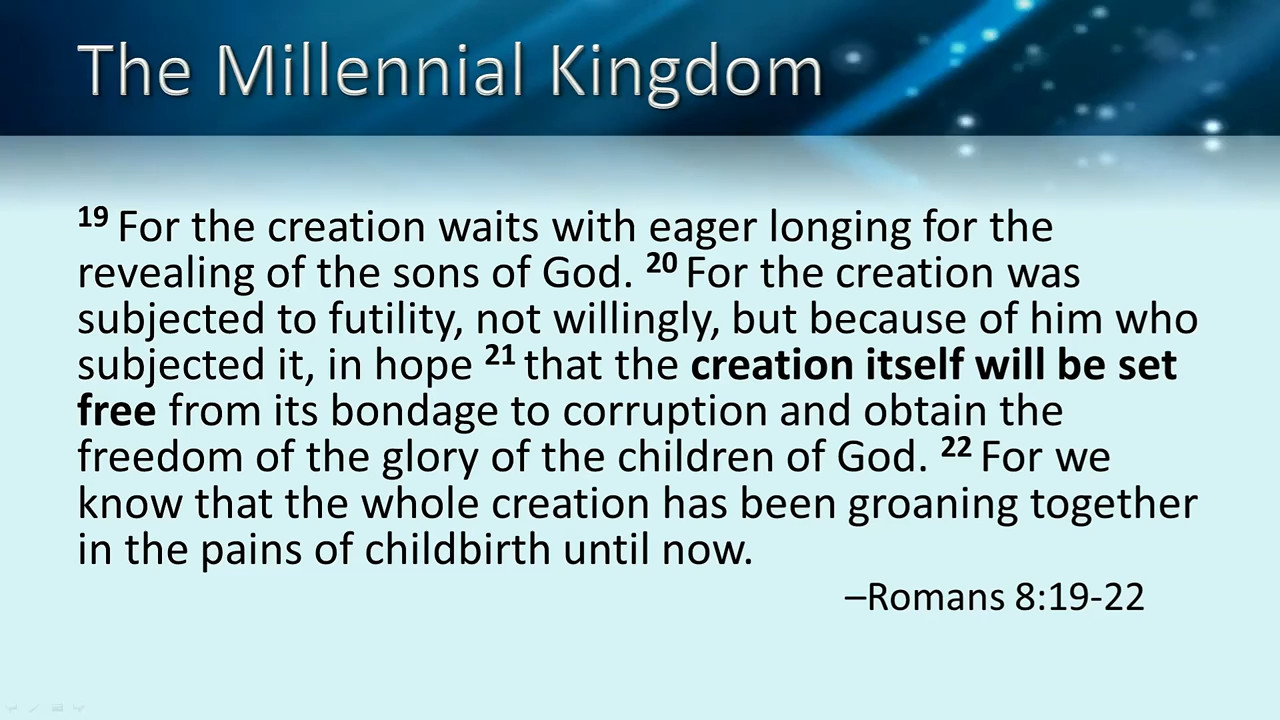 The Millennial Kingdom
19 For the creation waits with eager longing for the
revealing of the sons of God. 20 For the creation was
subjected to futility, not willingly, but because of him who
subjected it, in hope 21 that the creation itself will be set
free from its bondage to corruption and obtain the
freedom of the glory of the children of God. 22 For we
know that the whole creation has been groaning together
in the pains of childbirth until now.
–Romans 8:19-22